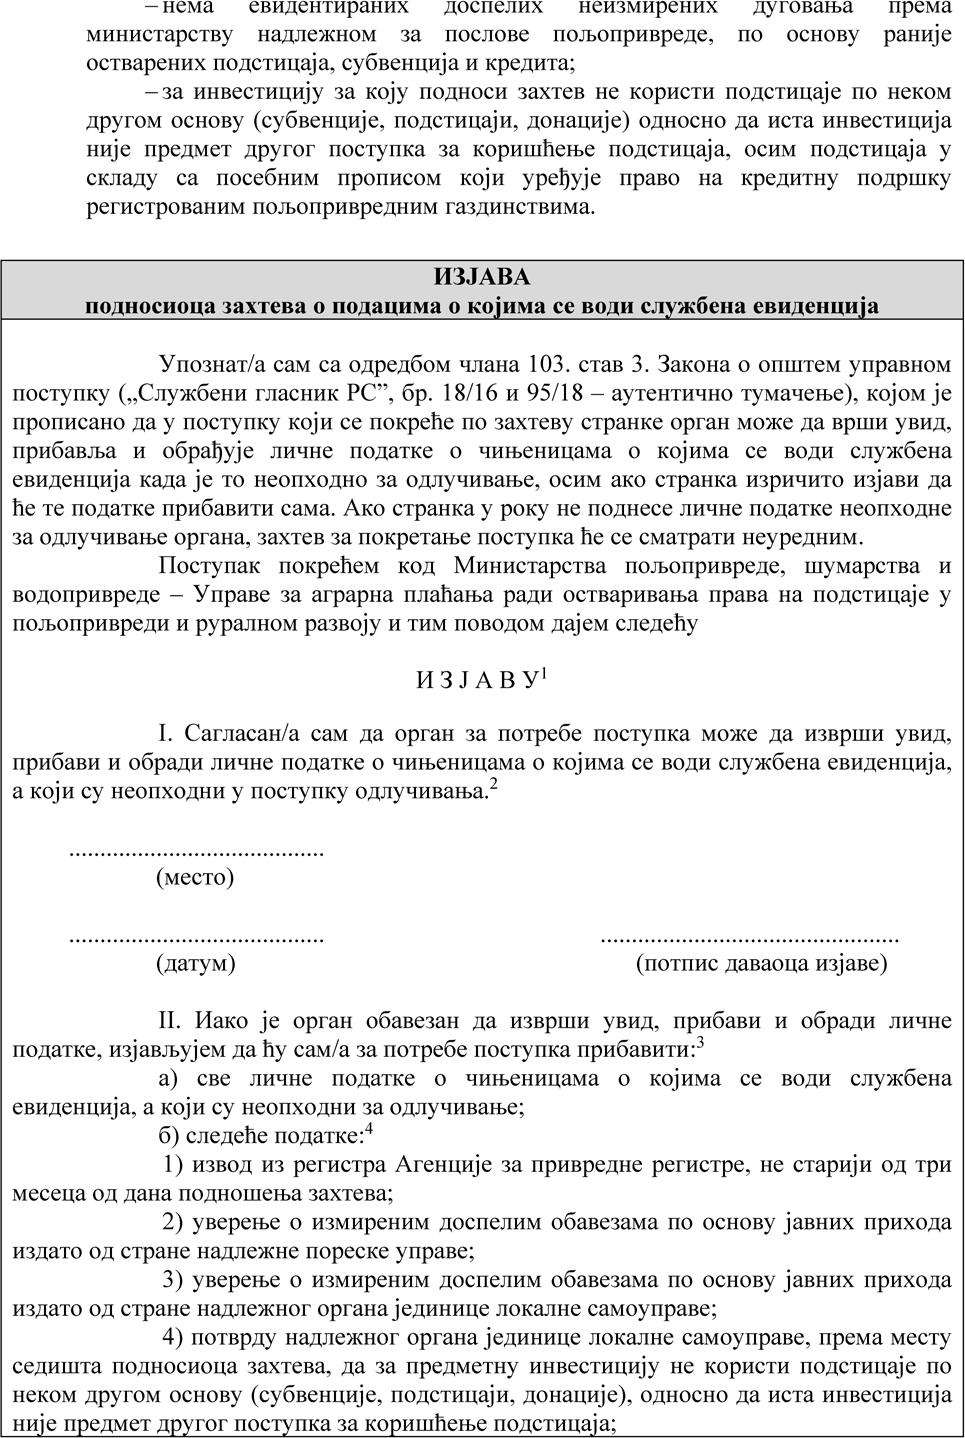 – нема евидентираних доспелих неизмирених дуговања према
министарству надлежном за послове пољопривреде, по основу раније
остварених подстицаја, субвенција и кредита;
– за инвестицију за коју подноси захтев не користи подстицаје по неком
другом основу (субвенције, подстицаји, донације) односно да иста инвестиција
није предмет другог поступка за коришћење подстицаја, осим подстицаја у
складу са посебним прописом који уређује право на кредитну подршку
регистрованим пољопривредним газдинствима.
ИЗЈАВА
подносиоца захтева о подацима о којима се води службена евиденција
Упознат/а сам са одредбом члана 103. став 3. Закона о општем управном
поступку („Службени гласник РС”, бр. 18/16 и 95/18 – аутентично тумачење), којом је
прописано да у поступку који се покреће по захтеву странке орган може да врши увид,
прибавља и обрађује личне податке о чињеницама о којима се води службена
евиденција када је то неопходно за одлучивање, осим ако странка изричито изјави да
ће те податке прибавити сама. Ако странка у року не поднесе личне податке неопходне
за одлучивање органа, захтев за покретање поступка ће се сматрати неуредним.
Поступак покрећем код Министарства пољопривреде, шумарства и
водопривреде – Управе за аграрна плаћања ради остваривања права на подстицаје у
пољопривреди и руралном развоју и тим поводом дајем следећу
И З Ј А В У¹
I. Сагласан/а сам да орган за потребе поступка може да изврши увид,
прибави и обради личне податке о чињеницама о којима се води службена евиденција,
а који су неопходни у поступку одлучивања.²
.........................................
(место)
......................................... ................................................
(датум) (потпис даваоца изјаве)
II. Иако је орган обавезан да изврши увид, прибави и обради личне
податке, изјављујем да ћу сам/а за потребе поступка прибавити:³
а) све личне податке о чињеницама о којима се води службена
евиденција, а који су неопходни за одлучивање;
б) следеће податке:⁴
1) извод из регистра Агенције за привредне регистре, не старији од три
месеца од дана подношења захтева;
2) уверење о измиреним доспелим обавезама по основу јавних прихода
издато од стране надлежне пореске управе;
3) уверење о измиреним доспелим обавезама по основу јавних прихода
издато од стране надлежног органа јединице локалне самоуправе;
4) потврду надлежног органа јединице локалне самоуправе, према месту
седишта подносиоца захтева, да за предметну инвестицију не користи подстицаје по
неком другом основу (субвенције, подстицаји, донације), односно да иста инвестиција
није предмет другог поступка за коришћење подстицаја;